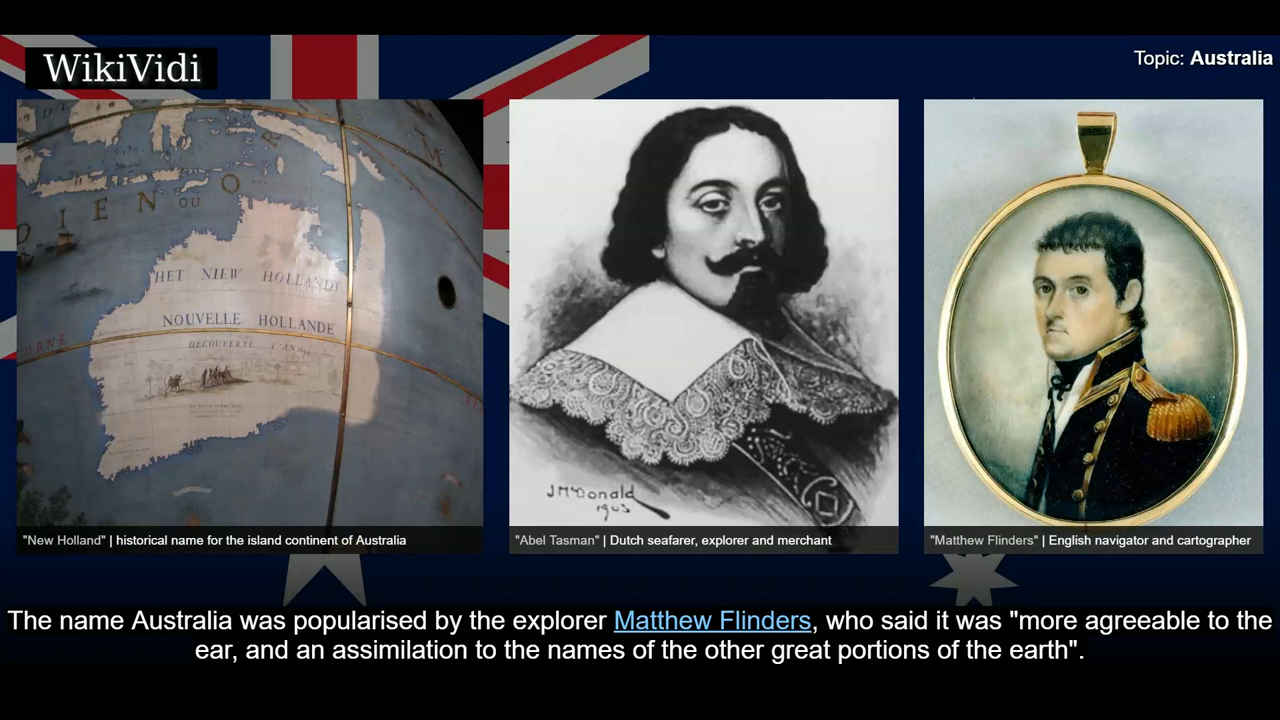 WikiVidi
Topic: Australia
DIEN OU O
HET NIEW HOLLANDT
NOUVELLE HOLLANDE
DECOUVERTE L'AN
J McDonald
1903
"New Holland" | historical name for the island continent of Australia
"Abel Tasman" | Dutch seafarer, explorer and merchant
"Matthew Flinders" | English navigator and cartographer
The name Australia was popularised by the explorer Matthew Flinders, who said it was "more agreeable to the
ear, and an assimilation to the names of the other great portions of the earth".